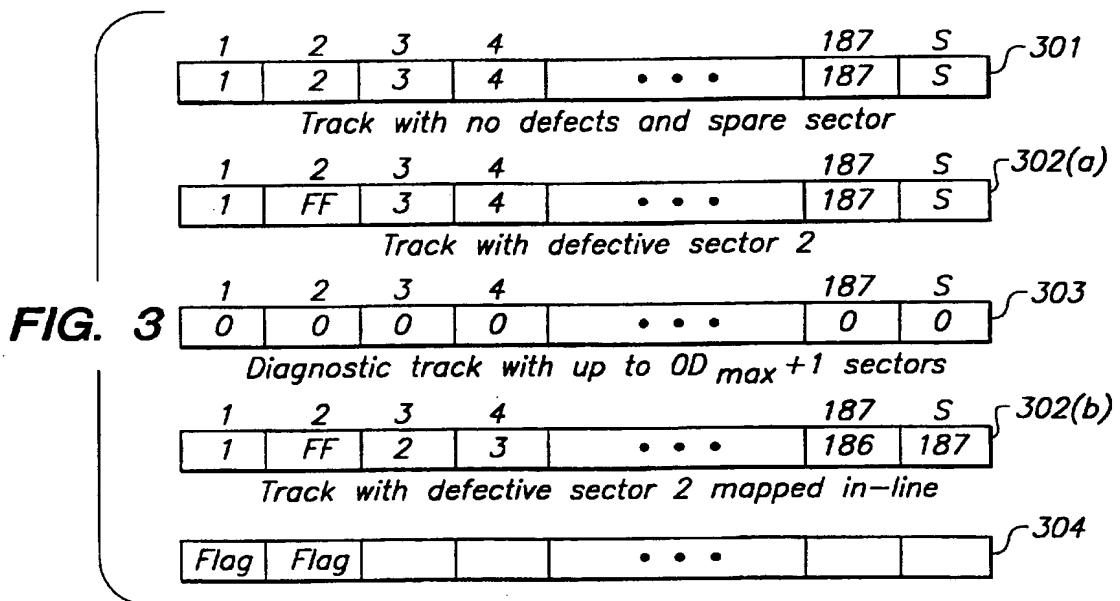 1 2 3 4 187 S
1 2 3 4 • • • 187 S 301
Track with no defects and spare sector
1 2 3 4 187 S
1 FF 3 4 • • • 187 S 302(a)
Track with defective sector 2
1 2 3 4 187 S
FIG. 3 0 0 0 0 • • • 0 0 303
Diagnostic track with up to OD max +1 sectors
1 2 3 4 187 S
1 FF 2 3 • • • 186 187 302(b)
Track with defective sector 2 mapped in-line
Flag Flag • • • 304